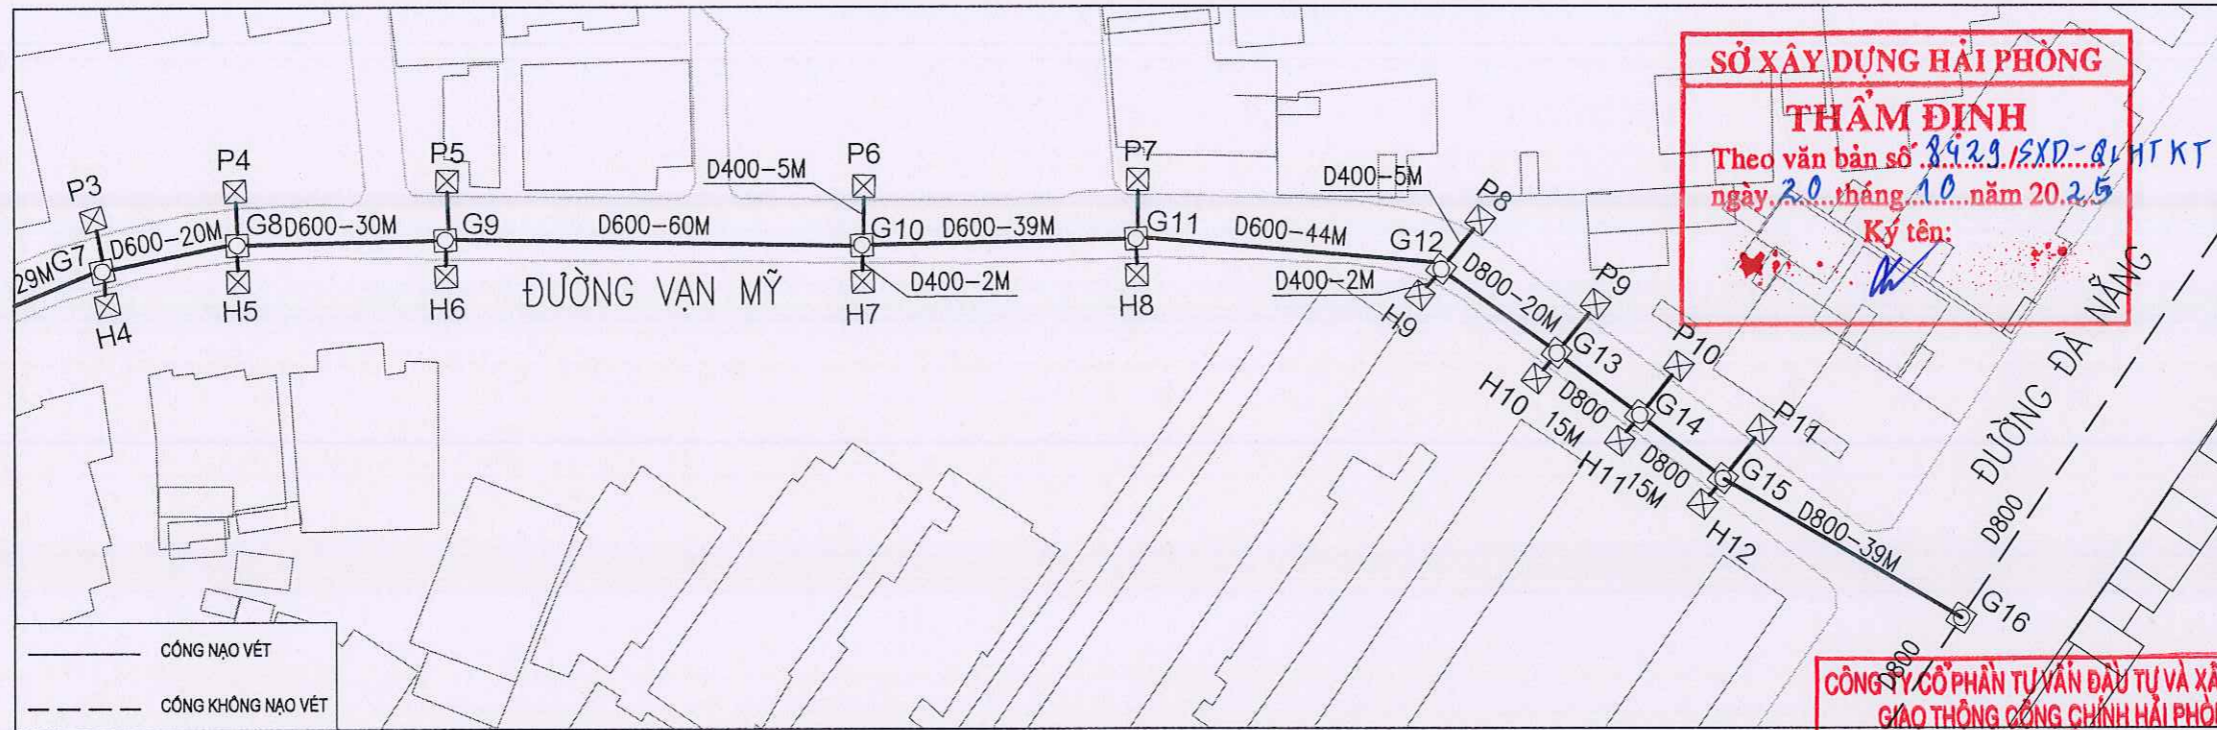 SỞ XÂY DỰNG HẢI PHÒNG
THẨM ĐỊNH
Theo văn bản số 8429/SXD-QLHTKT
ngày 20 tháng 10 năm 2025
Ký tên:
P3
P4
P5
P6
P7
P8
P9
P10
P11
D400-5M
D400-5M
29M
G7
D600-20M
G8
D600-30M
G9
D600-60M
G10
D600-39M
G11
D600-44M
G12
D800-20M
G13
D800
15M
G14
D800
15M
G15
D800-39M
G16
H4
H5
H6
ĐƯỜNG VẠN MỸ
H7
D400-2M
H8
D400-2M
H9
H10
H11
H12
ĐƯỜNG ĐÀ NẴNG
D800
D800
CỐNG NẠO VÉT
CỐNG KHÔNG NẠO VÉT
CÔNG TY CỔ PHẦN TƯ VẤN ĐẦU TƯ VÀ XÂ
GIAO THÔNG CÔNG CHÍNH HẢI PHÒN